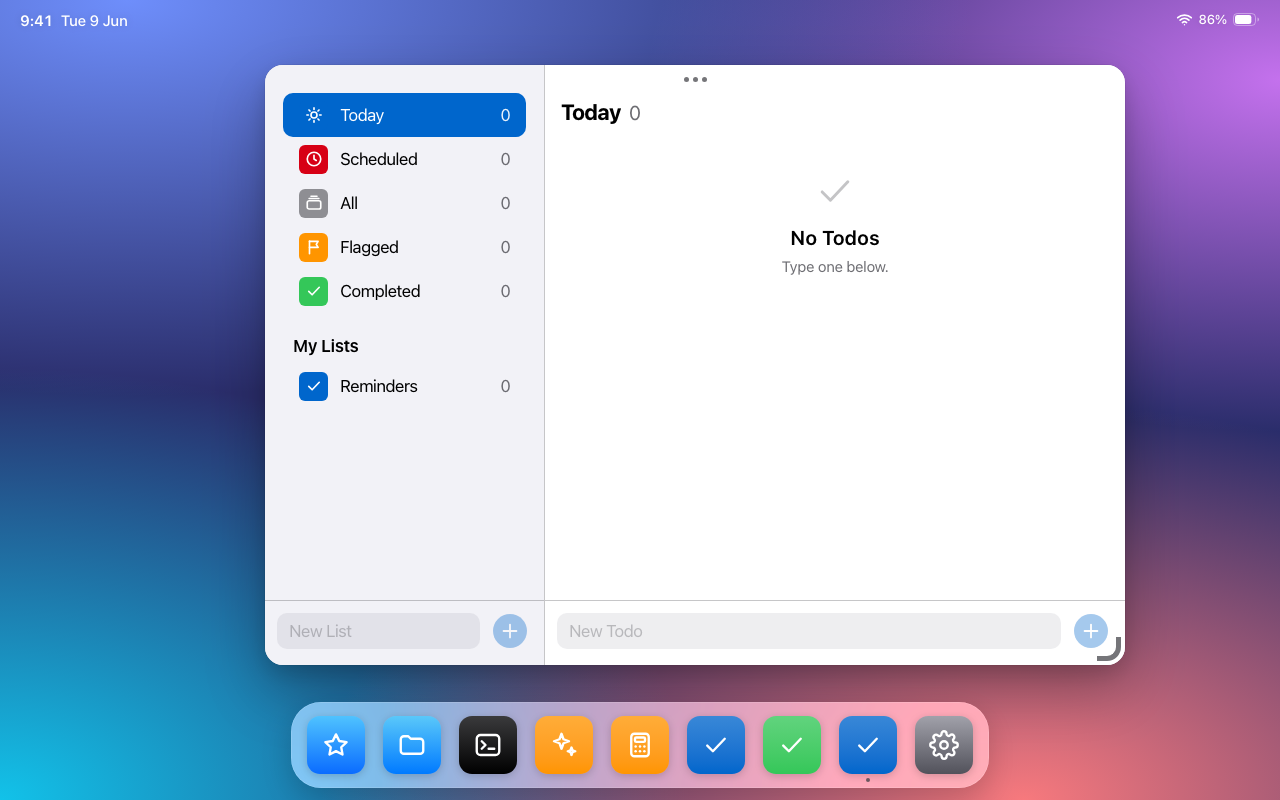 9:41 Tue 9 Jun
86%
Today 0
Scheduled 0
All 0
Flagged 0
Completed 0
My Lists
Reminders 0
New List
Today 0
No Todos
Type one below.
New Todo